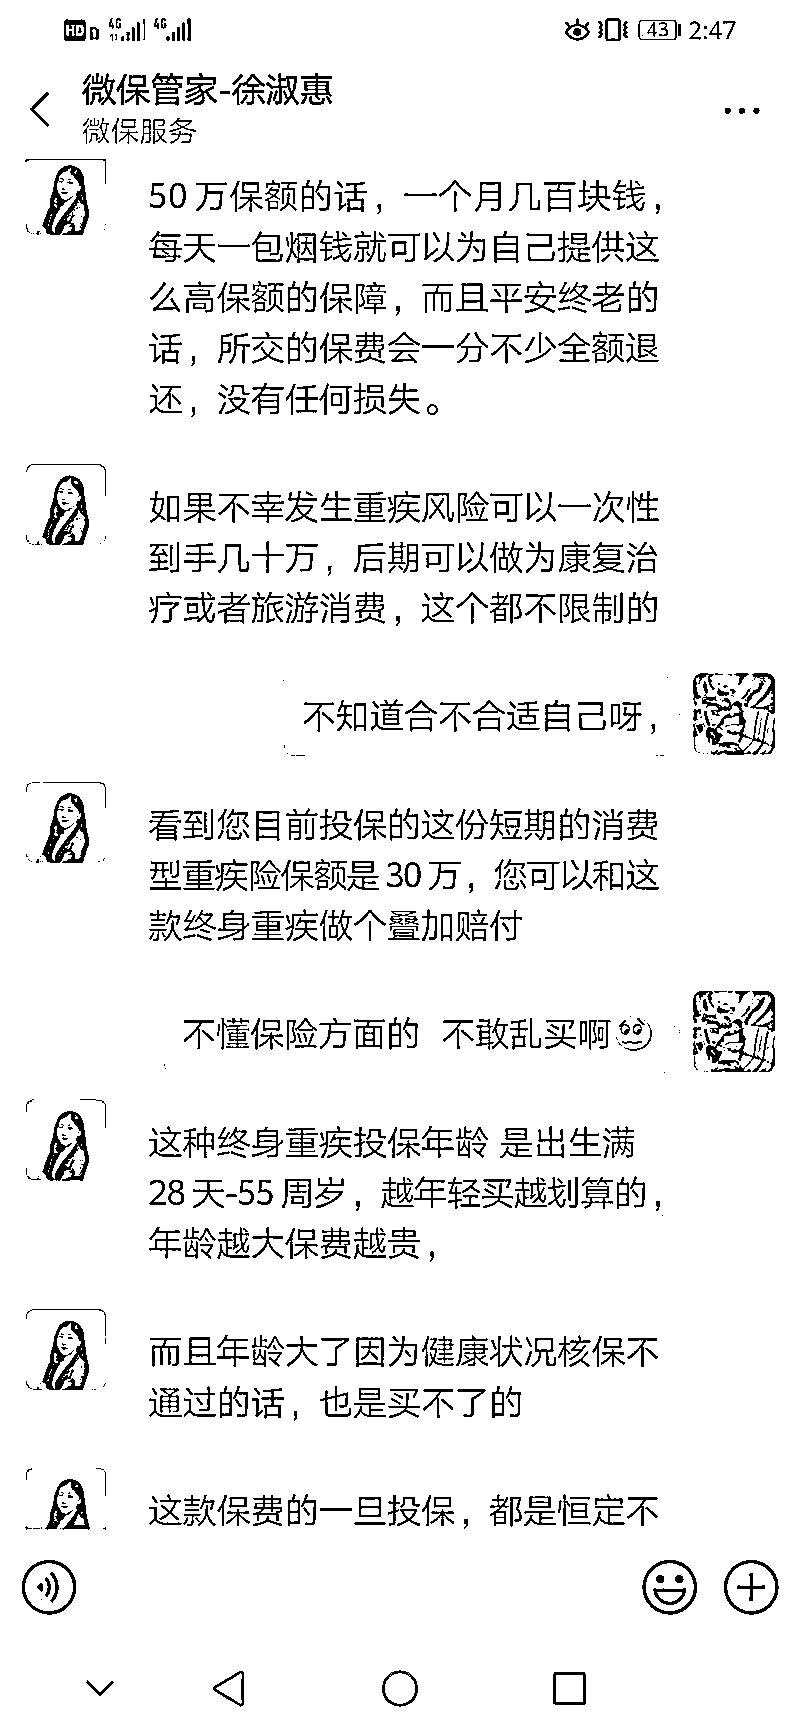 HD 4G 4G 43 2:47
微保管家-徐淑惠
微保服务
50万保额的话，一个月几百块钱，
每天一包烟钱就可以为自己提供这
么高保额的保障，而且平安终老的
话，所交的保费会一分不少全额退
还，没有任何损失。
如果不幸发生重疾风险可以一次性
到手几十万，后期可以做为康复治
疗或者旅游消费，这个都不限制的
不知道合不合适自己呀，
看到您目前投保的这份短期的消费
型重疾险保额是30万，您可以和这
款终身重疾做个叠加赔付
不懂保险方面的 不敢乱买啊
这种终身重疾投保年龄 是出生满
28天-55周岁，越年轻买越划算的，
年龄越大保费越贵，
而且年龄大了因为健康状况核保不
通过的话，也是买不了的
这款保费的一旦投保，都是恒定不